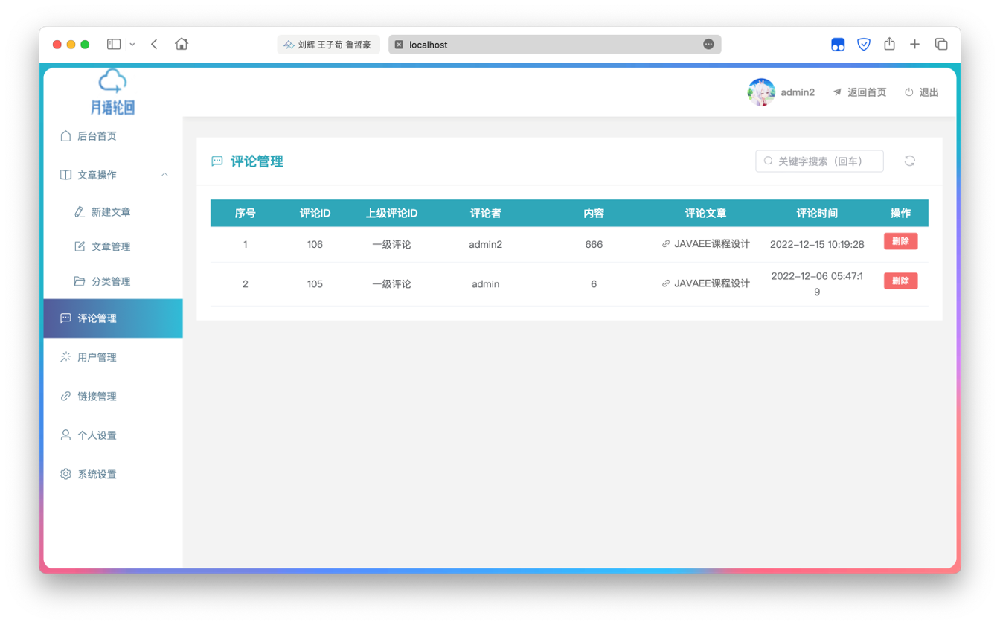 刘辉 王子荀 鲁哲豪
localhost
月语轮回
admin2
返回首页
退出
后台首页
文章操作
新建文章
文章管理
分类管理
评论管理
用户管理
链接管理
个人设置
系统设置
评论管理
关键字搜索（回车）
序号 评论ID 上级评论ID 评论者 内容 评论文章 评论时间 操作
1 106 一级评论 admin2 666 JAVAEE课程设计 2022-12-15 10:19:28 删除
2 105 一级评论 admin 6 JAVAEE课程设计 2022-12-06 05:47:1
9 删除